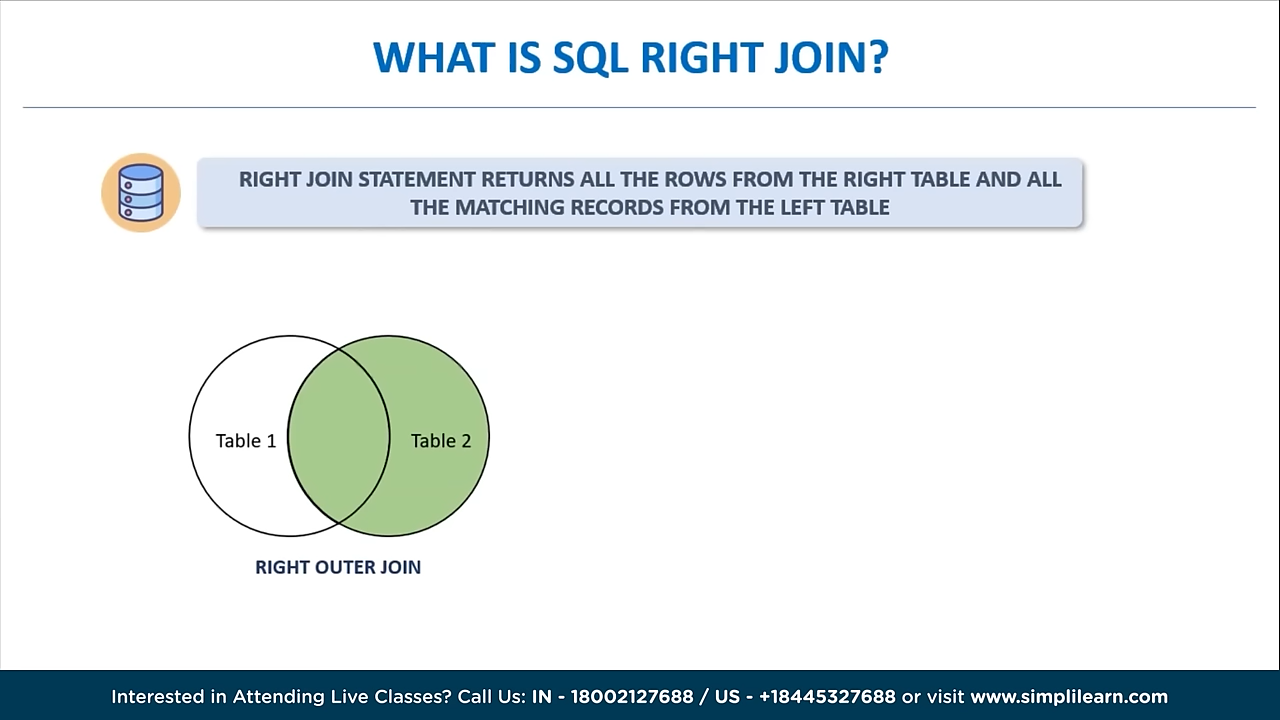 WHAT IS SQL RIGHT JOIN?
RIGHT JOIN STATEMENT RETURNS ALL THE ROWS FROM THE RIGHT TABLE AND ALL
THE MATCHING RECORDS FROM THE LEFT TABLE
Table 1
Table 2
RIGHT OUTER JOIN
Interested in Attending Live Classes? Call Us: IN - 18002127688 / US - +18445327688 or visit www.simplilearn.com